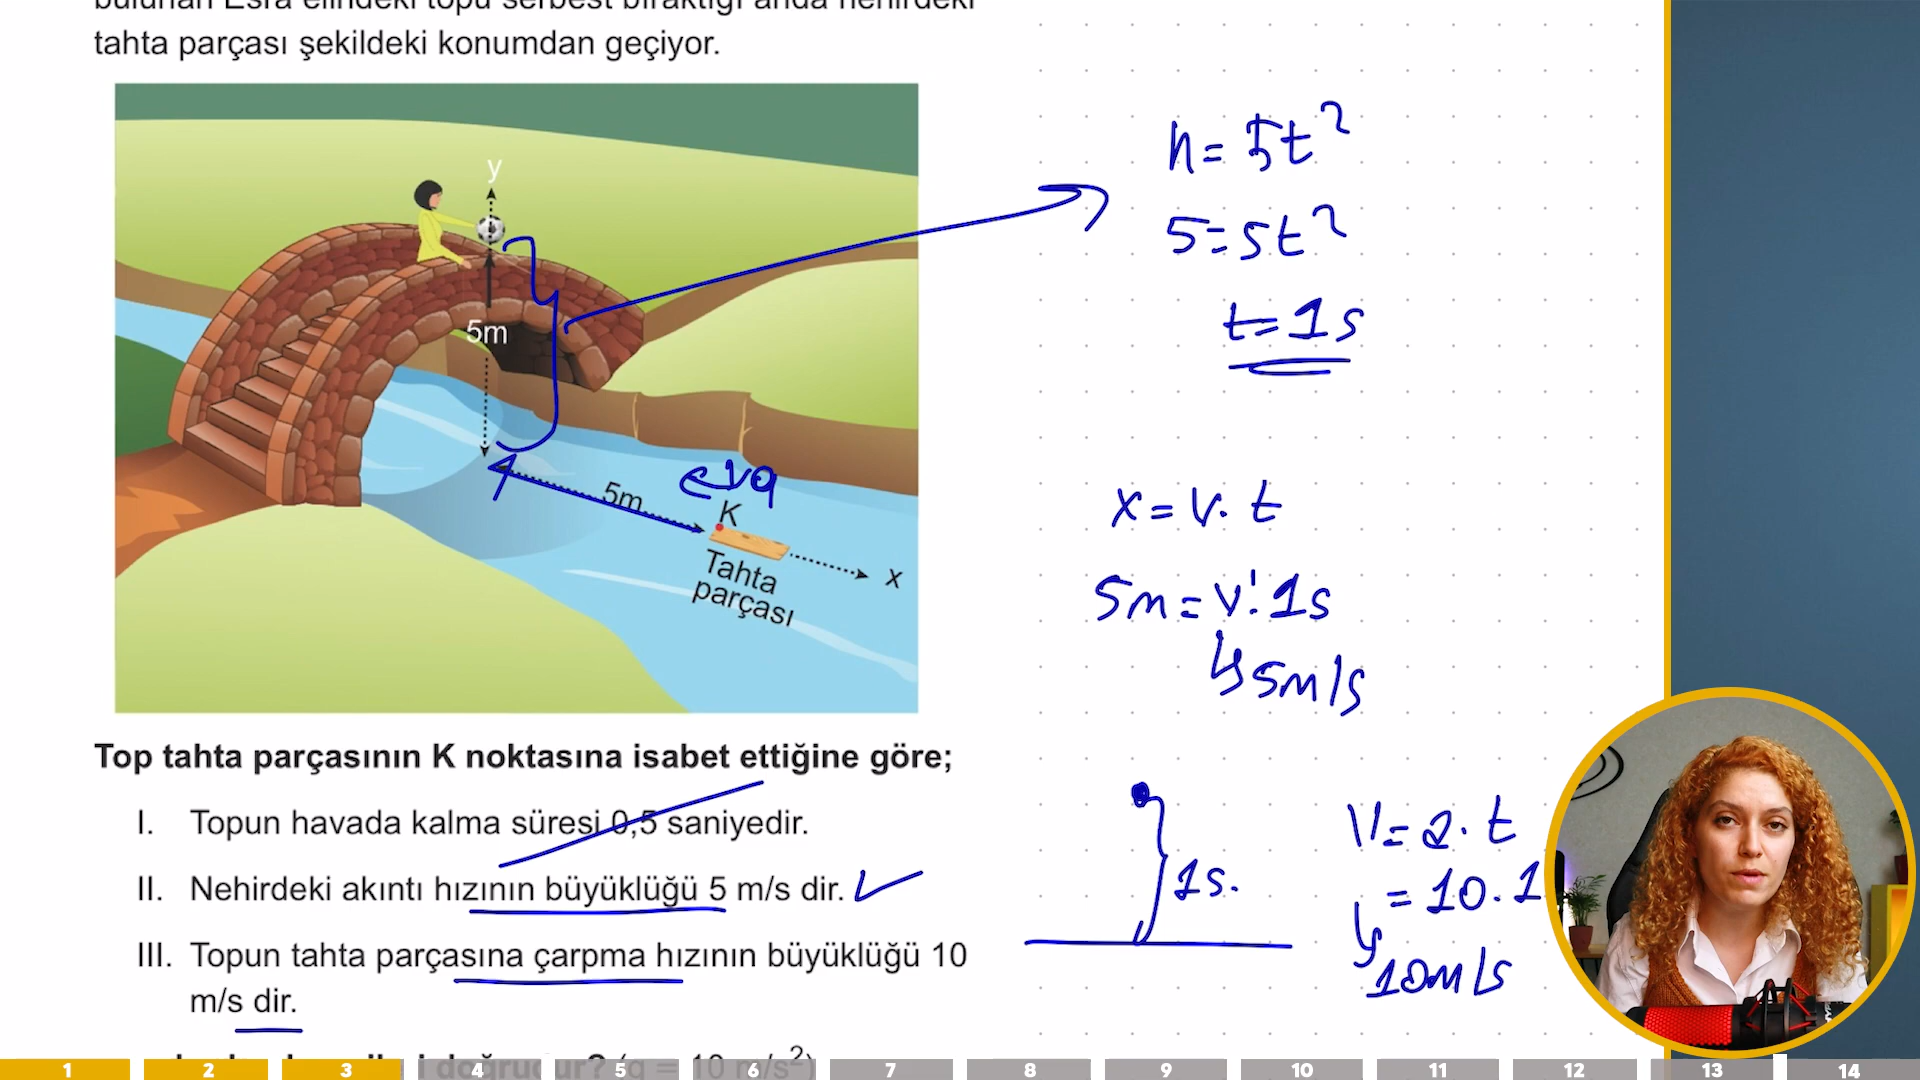 tahta parçası şekildeki konumdan geçiyor.
y
5m
5m
K
Tahta
parçası
x
h = 5t²
5 = 5t²
t = 1s
x = v. t
5m = v. 1s
5m/s
Top tahta parçasının K noktasına isabet ettiğine göre;
I. Topun havada kalma süresi 0,5 saniyedir.
II. Nehirdeki akıntı hızının büyüklüğü 5 m/s dir.
III. Topun tahta parçasına çarpma hızının büyüklüğü 10
m/s dir.
1s.
V = a. t
= 10. 1
10m/s
1 2 3 4 5 6 7 8 9 10 11 12 13 14